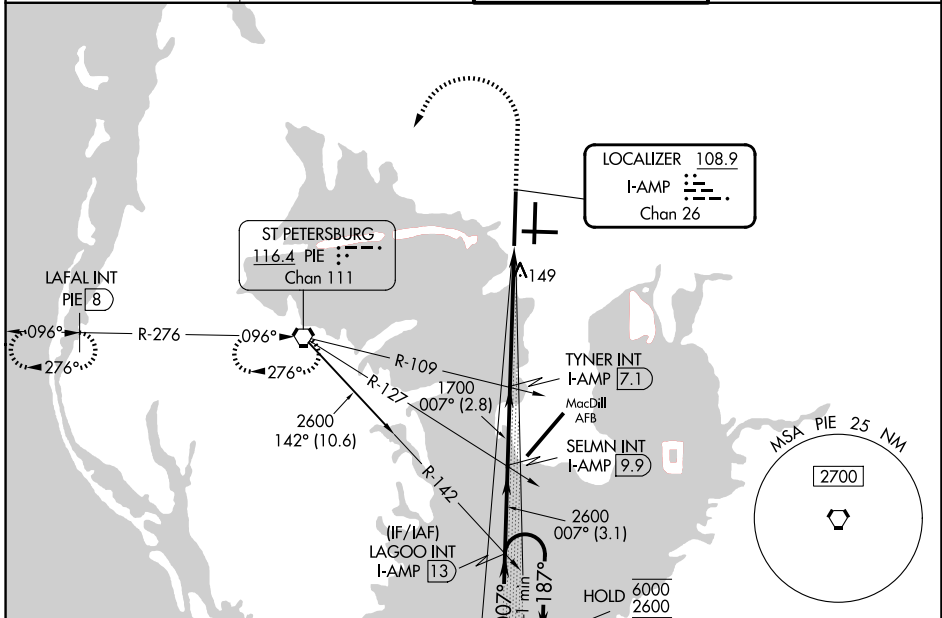 LOCALIZER 108.9
I-AMP
Chan 26
ST PETERSBURG
116.4 PIE
Chan 111
149
LAFAL INT
PIE 8
096°
R-276
096°
276°
276°
R-109
R-127
1700
007° (2.8)
TYNER INT
I-AMP 7.1
MacDill
AFB
2600
142° (10.6)
SELMN INT
I-AMP 9.9
MSA PIE 25 NM
2700
R-142
2600
007° (3.1)
(IF/IAF)
LAGOO INT
I-AMP 13
007°
1 min
187°
HOLD 6000
2600